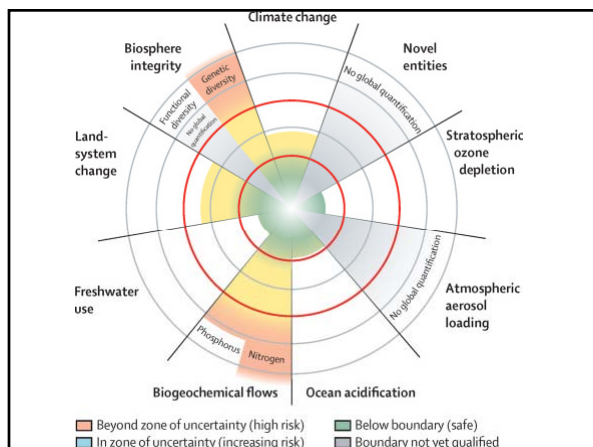 Climate change
Biosphere
integrity
Genetic
diversity
Functional
diversity
No global
quantification
Novel
entities
No global quantification
Stratospheric
ozone
depletion
Land-
system
change
Freshwater
use
Atmospheric
aerosol
loading
No global quantification
Phosphorus
Nitrogen
Biogeochemical flows
Ocean acidification
Beyond zone of uncertainty (high risk)
Below boundary (safe)
In zone of uncertainty (increasing risk)
Boundary not yet qualified